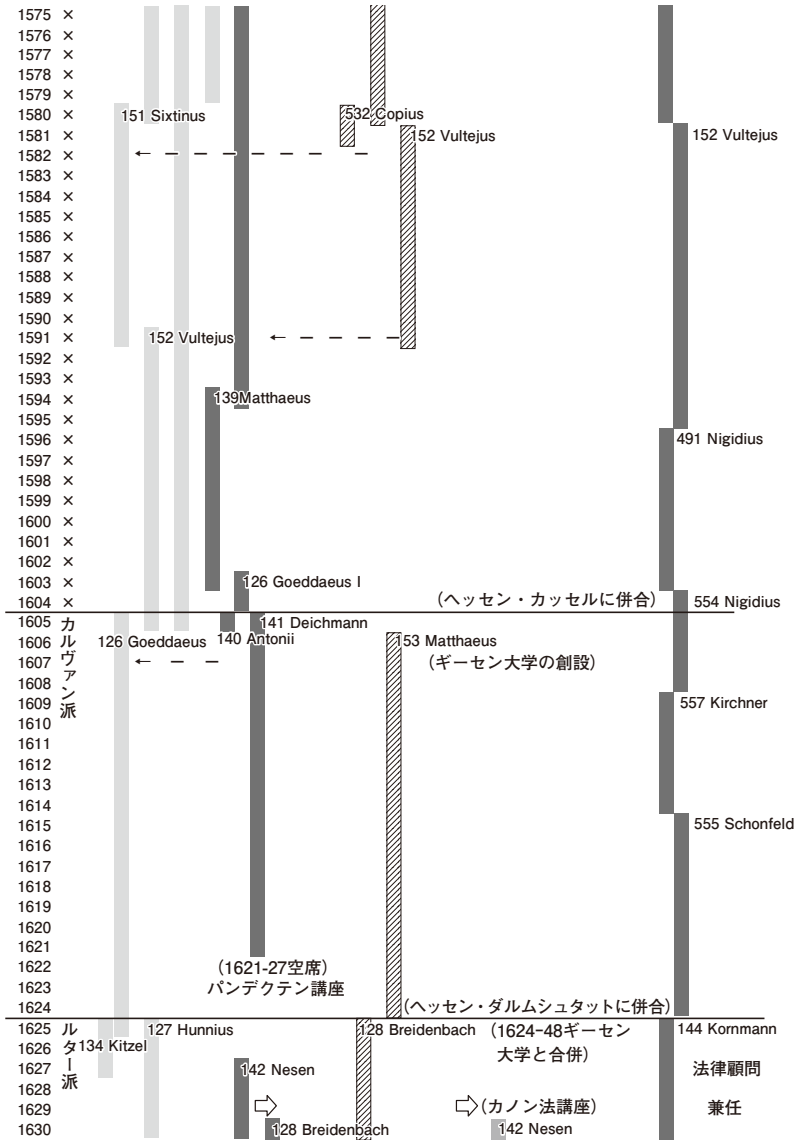 1575 ×
1576 ×
1577 ×
1578 ×
1579 ×
1580 × 151 Sixtinus 532 Copius
1581 × 152 Vultejus 152 Vultejus
1582 ×
1583 ×
1584 ×
1585 ×
1586 ×
1587 ×
1588 ×
1589 ×
1590 ×
1591 × 152 Vultejus
1592 ×
1593 ×
1594 × 139Matthaeus
1595 ×
1596 × 491 Nigidius
1597 ×
1598 ×
1599 ×
1600 ×
1601 ×
1602 ×
1603 × 126 Goeddaeus I
1604 × (ヘッセン・カッセルに併合) 554 Nigidius
カルヴァン派
1605 141 Deichmann
1606 126 Goeddaeus 140 Antonii 153 Matthaeus
1607 (ギーセン大学の創設)
1608
1609 557 Kirchner
1610
1611
1612
1613
1614
1615 555 Schonfeld
1616
1617
1618
1619
1620
1621
1622 (1621-27空席)
1623 パンデクテン講座
1624 (ヘッセン・ダルムシュタットに併合)
ルター派
1625 127 Hunnius 128 Breidenbach (1624-48ギーセン 144 Kornmann
1626 134 Kitzel 大学と合併)
1627 142 Nesen 法律顧問
1628
1629 ⇨ ⇨(カノン法講座) 兼任
1630 128 Breidenbach 142 Nesen